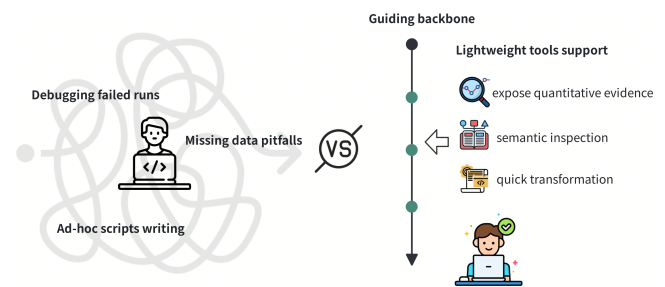 Guiding backbone
Lightweight tools support
Debugging failed runs
expose quantitative evidence
Missing data pitfalls
</>
VS
semantic inspection
quick transformation
Ad-hoc scripts writing